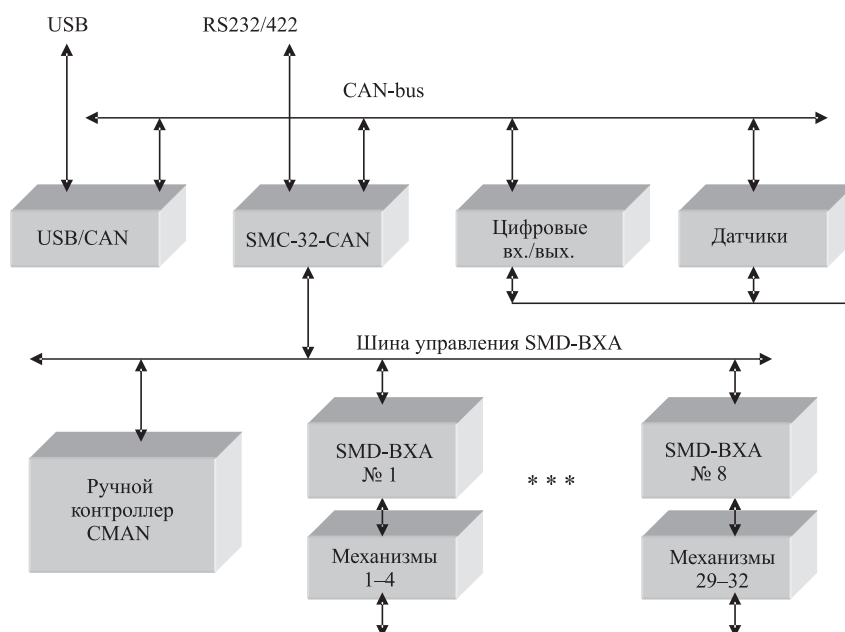 USB
RS232/422
CAN-bus
USB/CAN
SMC-32-CAN
Цифровые
вх./вых.
Датчики
Шина управления SMD-BXA
Ручной
контроллер
CMAN
SMD-BXA
№ 1
* * *
SMD-BXA
№ 8
Механизмы
1–4
Механизмы
29–32